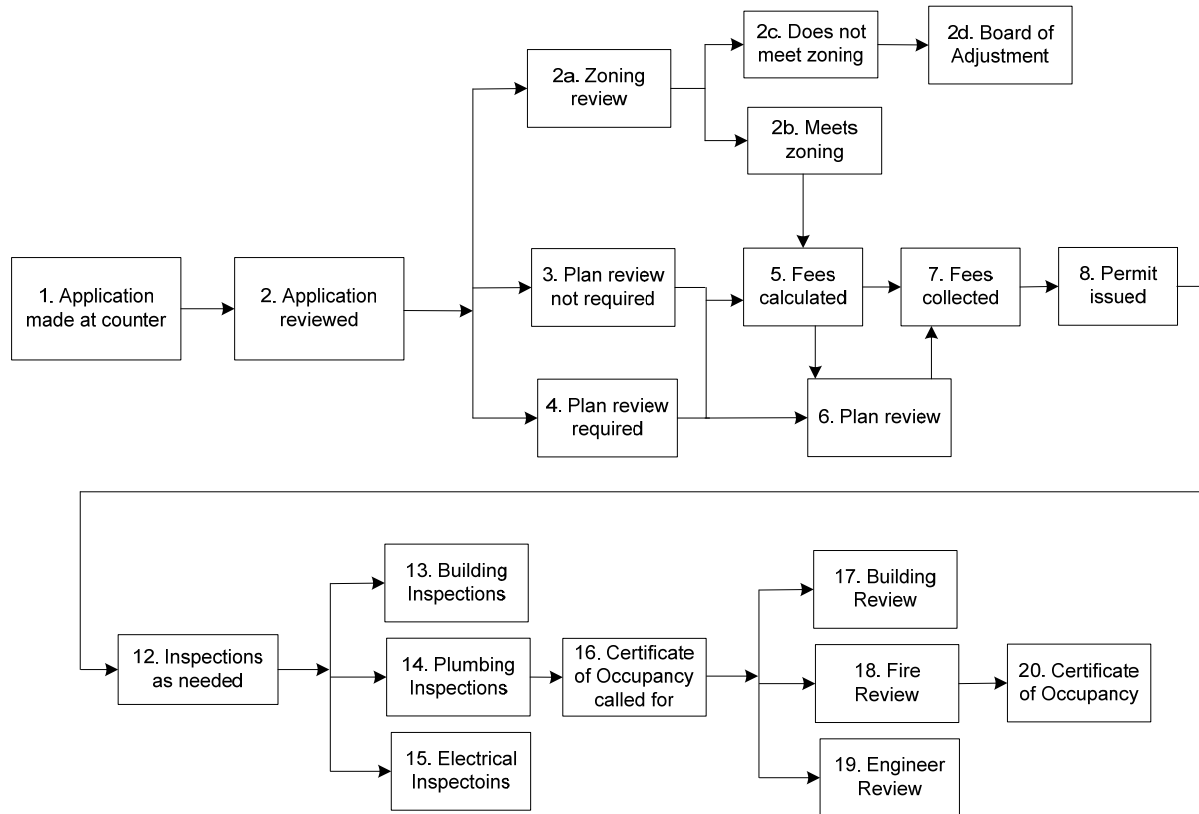 2c. Does not
meet zoning
2d. Board of
Adjustment
2a. Zoning
review
2b. Meets
zoning
1. Application
made at counter
2. Application
reviewed
3. Plan review
not required
5. Fees
calculated
7. Fees
collected
8. Permit
issued
4. Plan review
required
6. Plan review
13. Building
Inspections
17. Building
Review
12. Inspections
as needed
14. Plumbing
Inspections
16. Certificate
of Occupancy
called for
18. Fire
Review
20. Certificate
of Occupancy
15. Electrical
Inspectoins
19. Engineer
Review